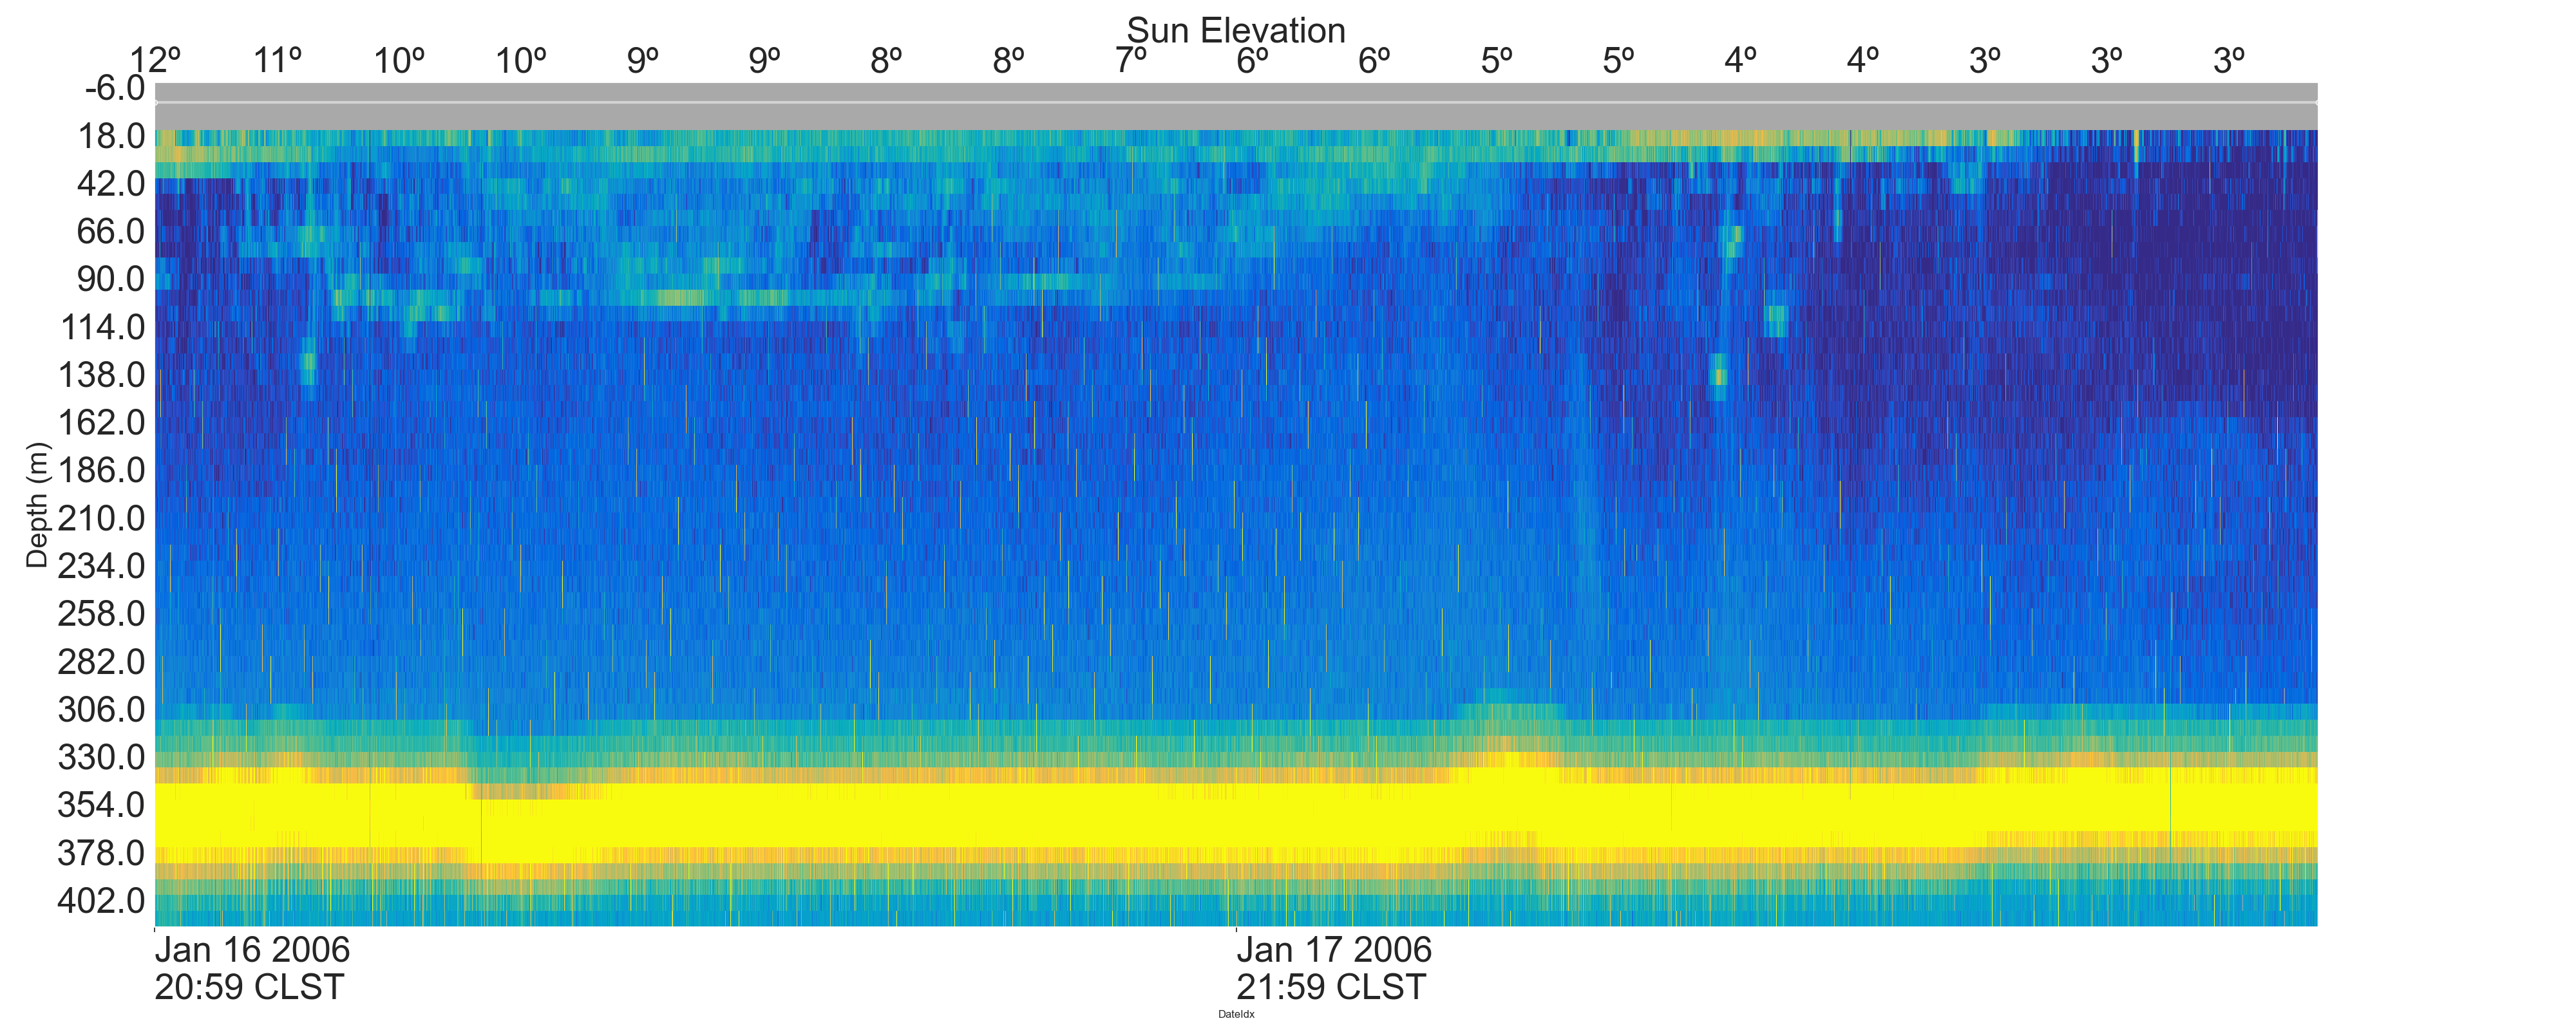 Sun Elevation
12º 11º 10º 10º 9º 9º 8º 8º 7º 6º 6º 5º 5º 4º 4º 3º 3º 3º
-6.0
18.0
42.0
66.0
90.0
114.0
138.0
162.0
186.0
210.0
234.0
258.0
282.0
306.0
330.0
354.0
378.0
402.0
Depth (m)
Jan 16 2006
20:59 CLST
Jan 17 2006
21:59 CLST
DateIdx